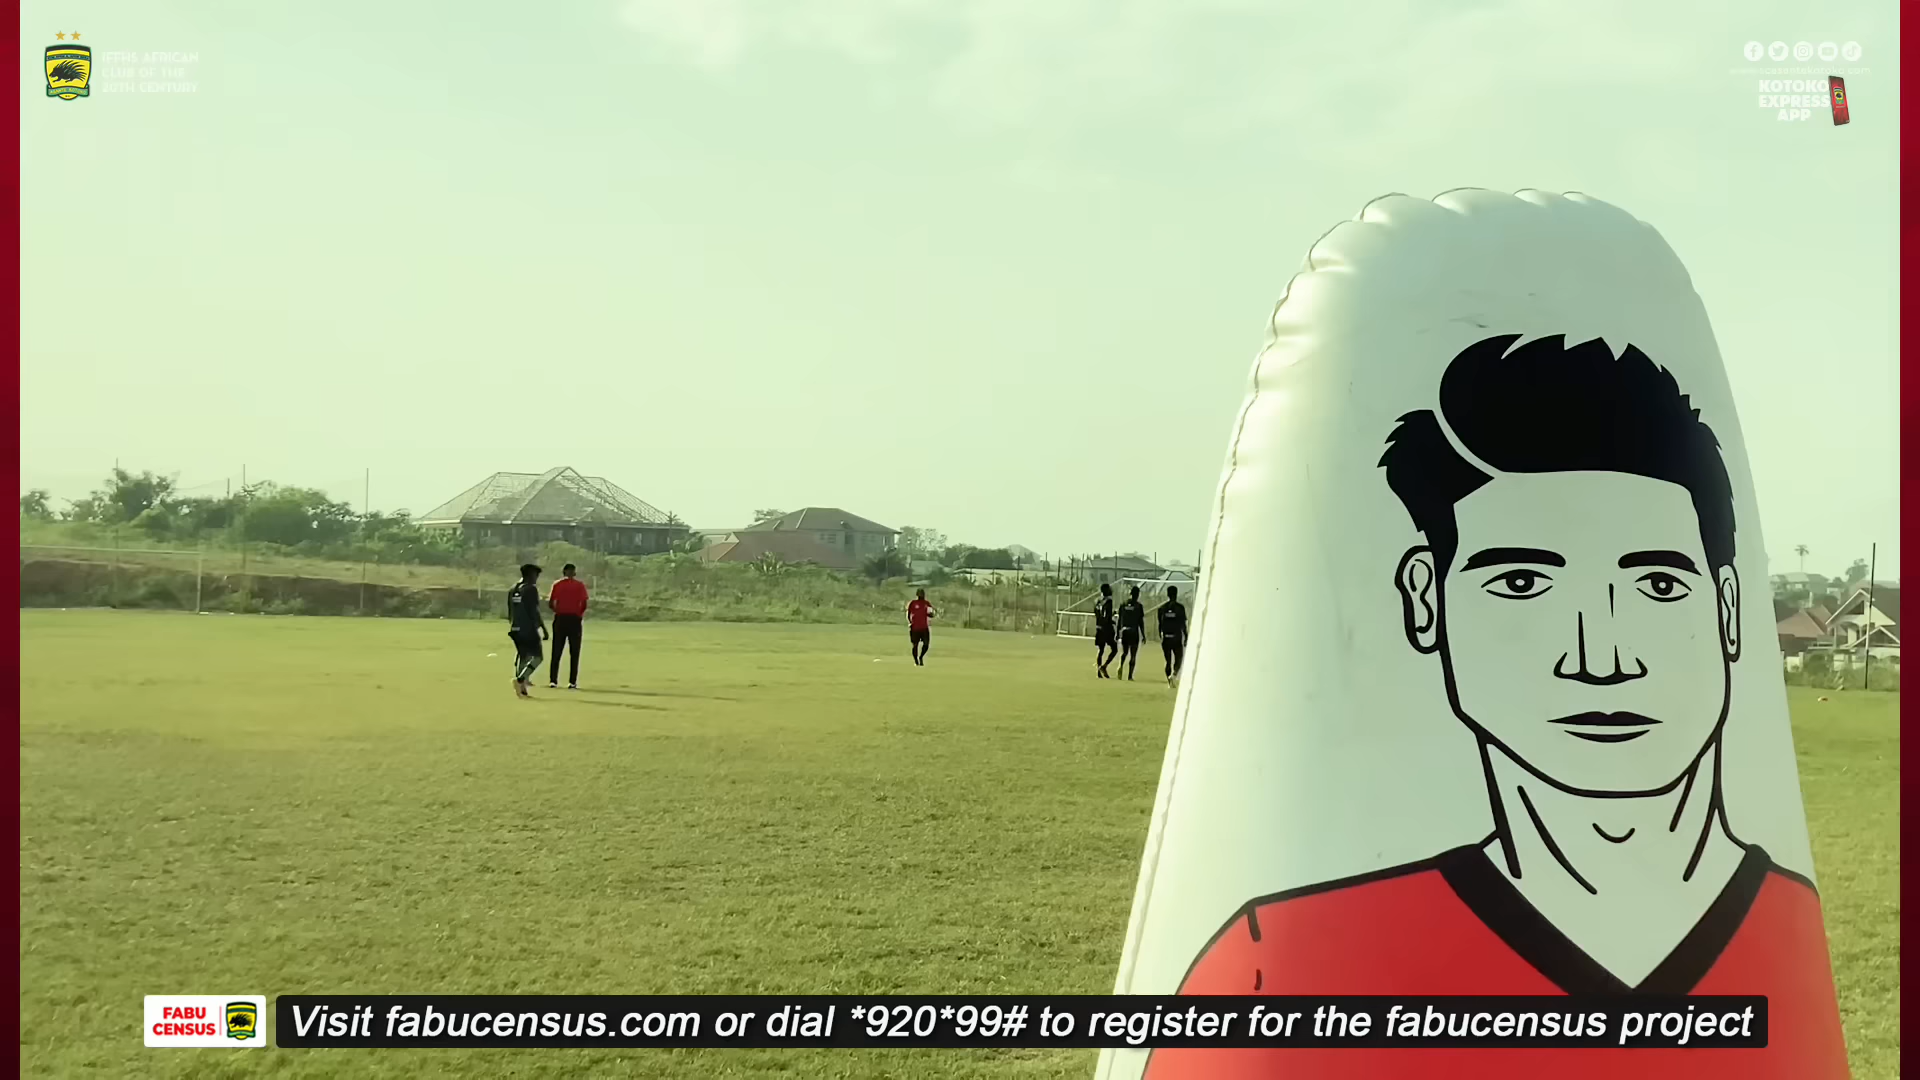 IFFHS AFRICAN
CLUB OF THE
20TH CENTURY
KOTOKO
EXPRESS
APP
FABU
CENSUS
Visit fabucensus.com or dial *920*99# to register for the fabucensus project